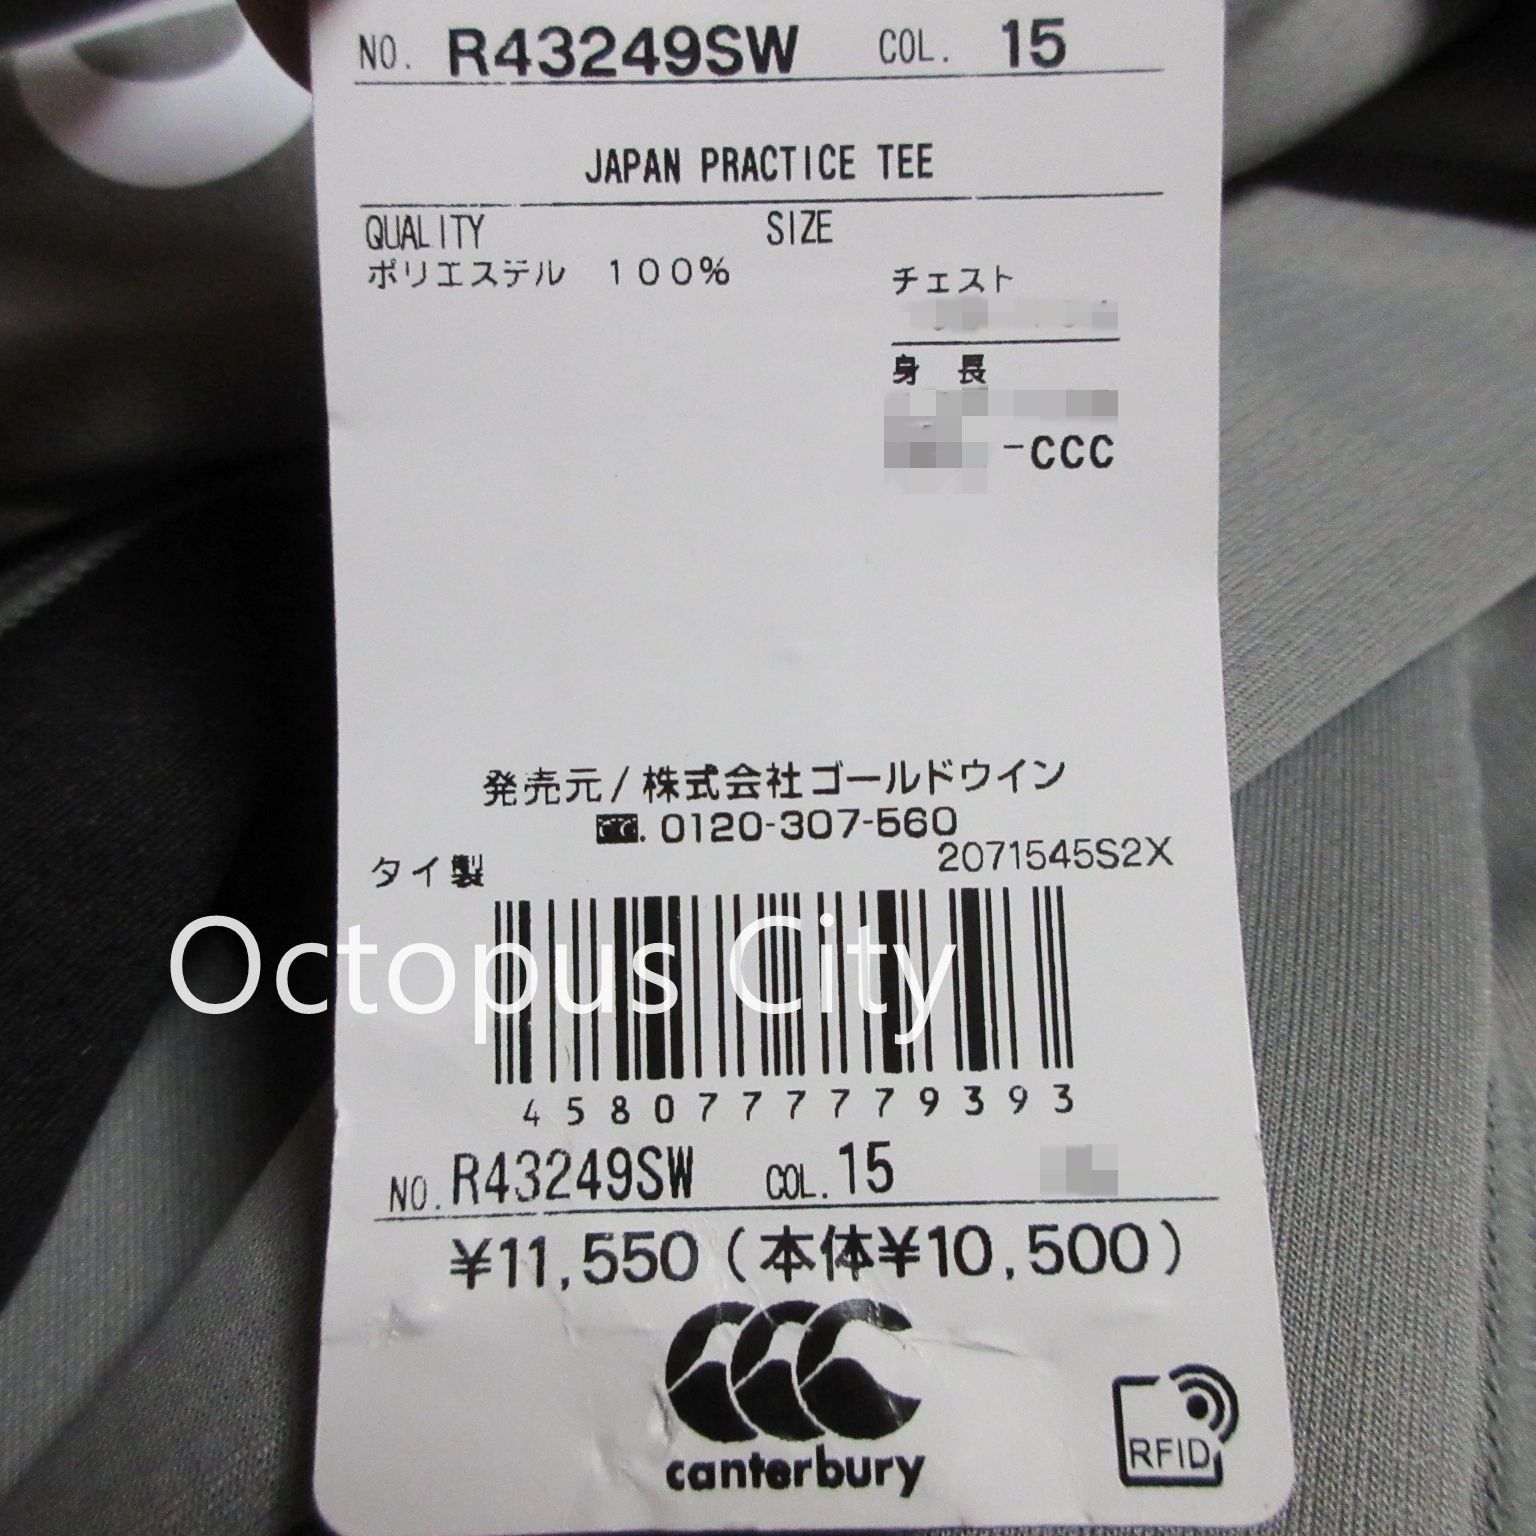 NO. R43249SW COL. 15
JAPAN PRACTICE TEE
QUALITY SIZE
ポリエステル 100%
チェスト
身 長
-CCC
発売元/株式会社ゴールドウイン
0120-307-560
2071545S2X
タイ製
Octopus City
4580777779393
NO. R43249SW COL. 15
¥11,550(本体¥10,500)
canterbury
RFID